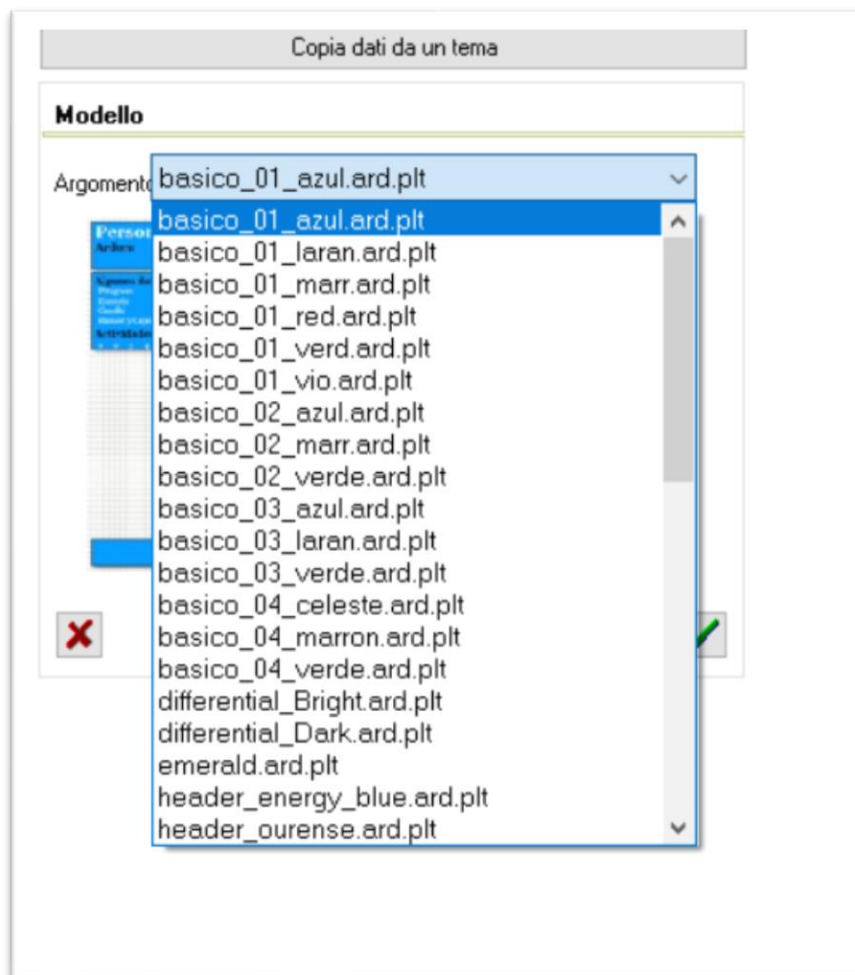 Copia dati da un tema
Modello
Argomento
basico_01_azul.ard.plt
basico_01_azul.ard.plt
basico_01_laran.ard.plt
basico_01_marr.ard.plt
basico_01_red.ard.plt
basico_01_verd.ard.plt
basico_01_vio.ard.plt
basico_02_azul.ard.plt
basico_02_marr.ard.plt
basico_02_verde.ard.plt
basico_03_azul.ard.plt
basico_03_laran.ard.plt
basico_03_verde.ard.plt
basico_04_celeste.ard.plt
basico_04_marron.ard.plt
basico_04_verde.ard.plt
differential_Bright.ard.plt
differential_Dark.ard.plt
emerald.ard.plt
header_energy_blue.ard.plt
header_ourense.ard.plt